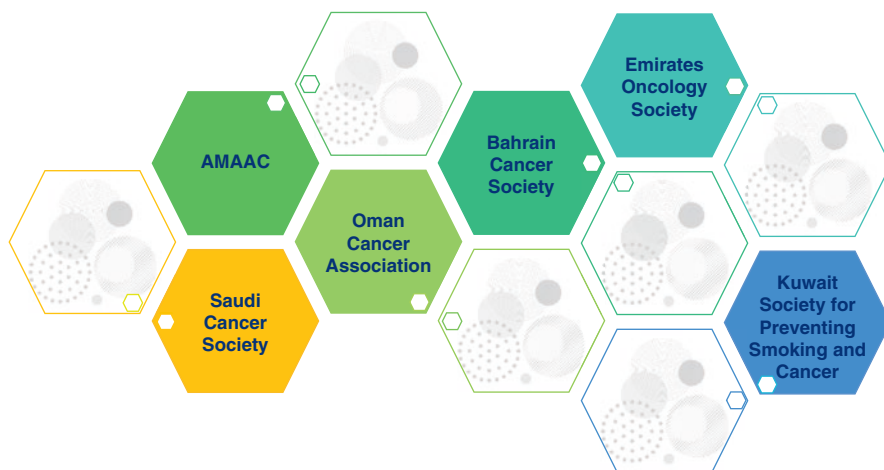 AMAAC
Saudi
Cancer
Society
Oman
Cancer
Association
Bahrain
Cancer
Society
Emirates
Oncology
Society
Kuwait
Society for
Preventing
Smoking and
Cancer